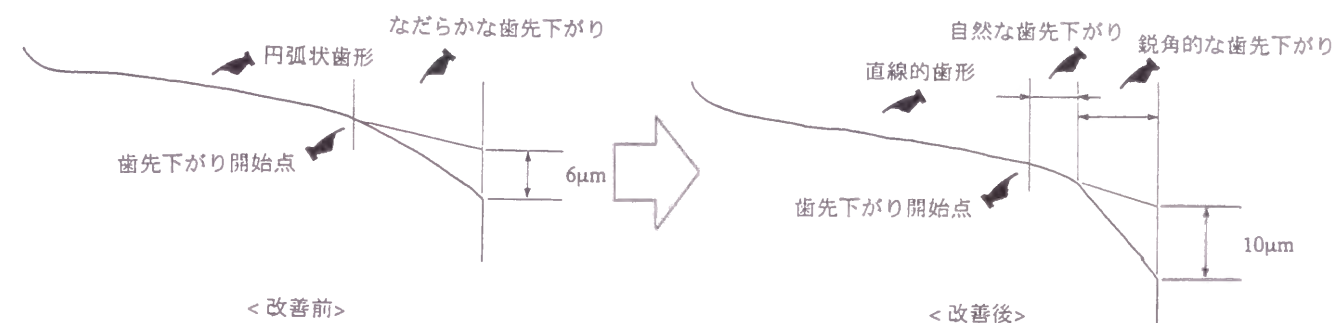 なだらかな歯先下がり
円弧状歯形
歯先下がり開始点
6μm
<改善前>
自然な歯先下がり
鋭角的な歯先下がり
直線的歯形
歯先下がり開始点
10μm
<改善後>